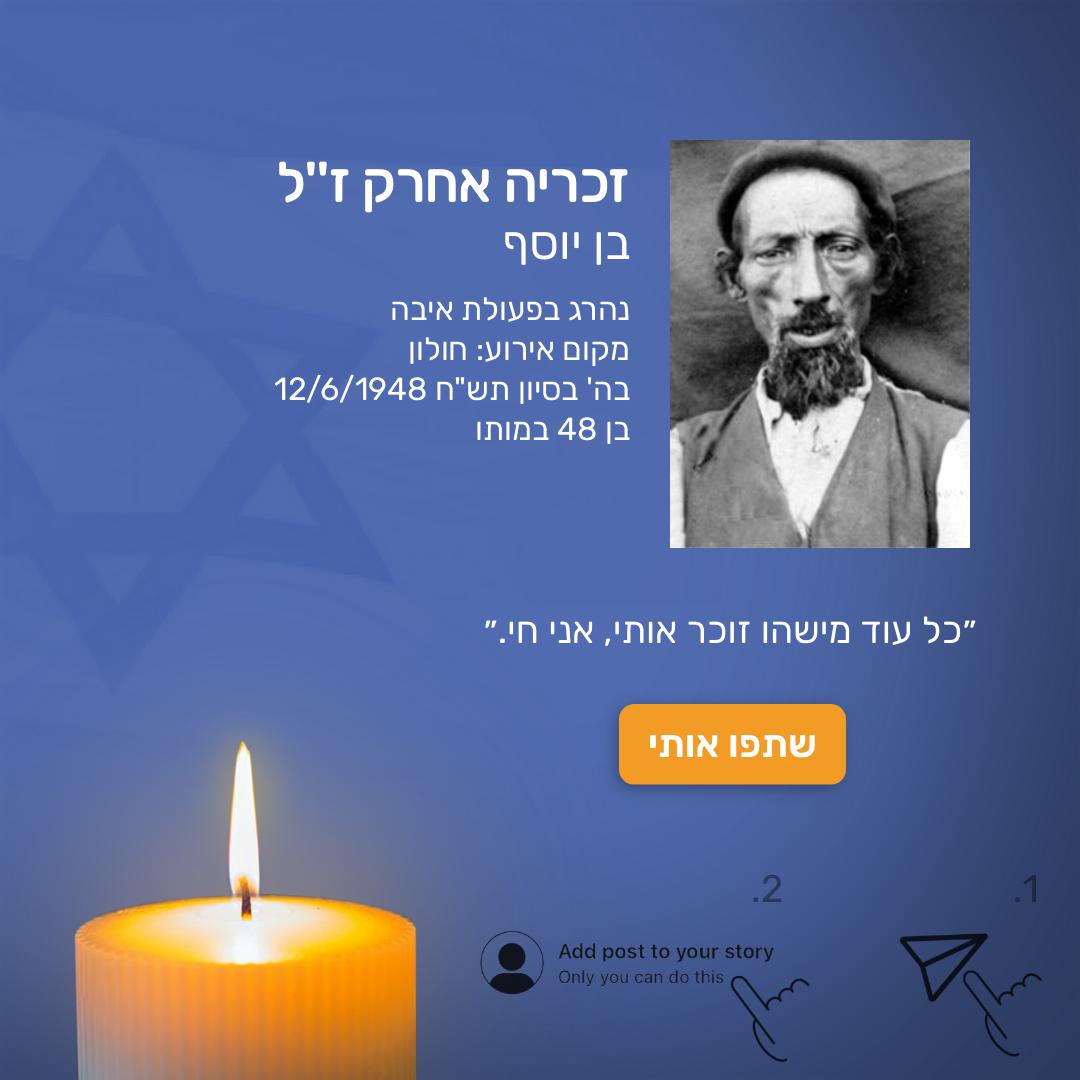 זכריה אחרק ז"ל
בן יוסף
נהרג בפעולת איבה
מקום אירוע: חולון
בה' בסיון תש"ח 12/6/1948
בן 48 במותו
״כל עוד מישהו זוכר אותי, אני חי.״
שתפו אותי
1.
2.
Add post to your story
Only you can do this